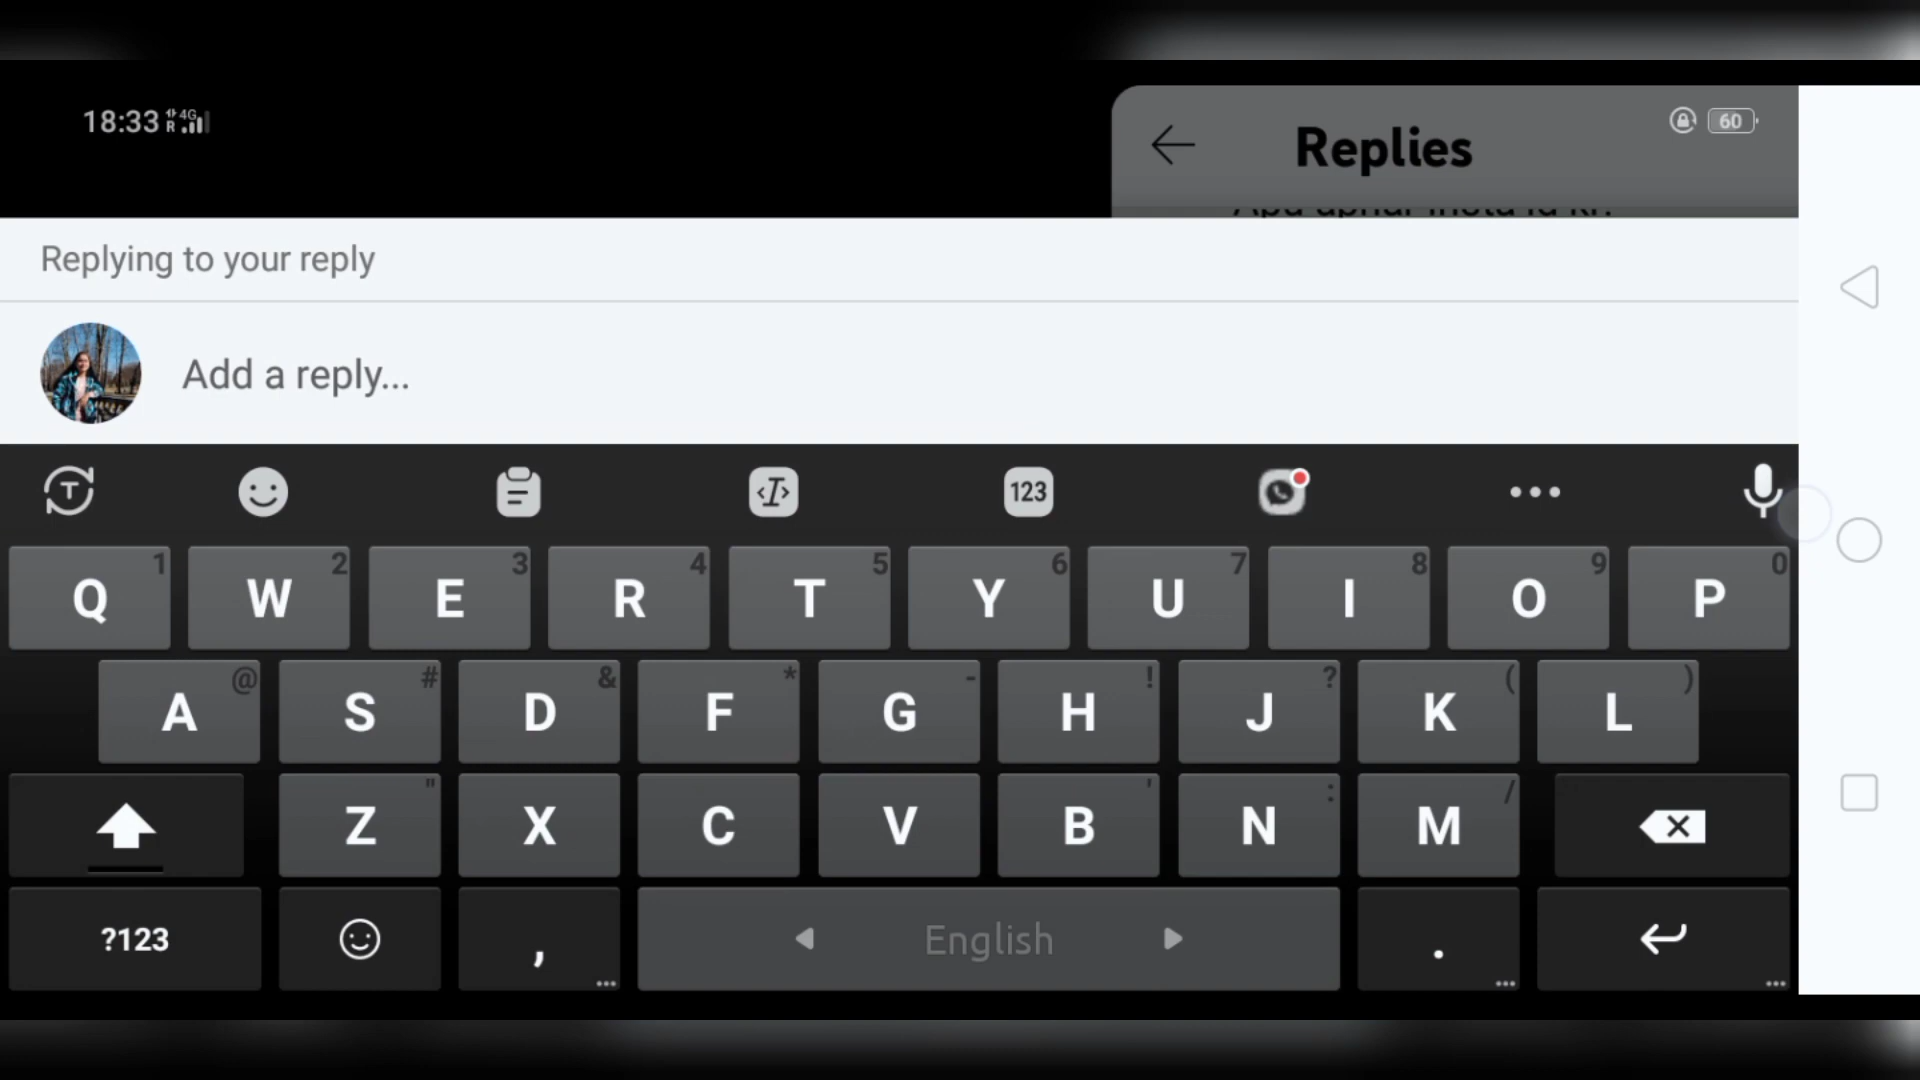 18:33 4G R
60
Replies
Replying to your reply
Add a reply...
T
123
Q 1 W 2 E 3 R 4 T 5 Y 6 U 7 I 8 O 9 P 0
A @ S # D & F * G - H ! J ? K ( L )
Z " X C V B ' N : M /
?123 , English .